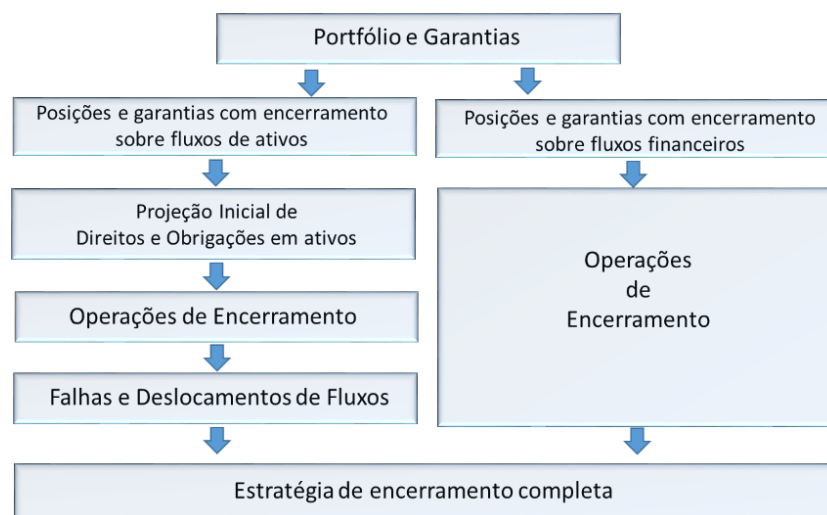 Portfólio e Garantias
Posições e garantias com encerramento
sobre fluxos de ativos
Posições e garantias com encerramento
sobre fluxos financeiros
Projeção Inicial de
Direitos e Obrigações em ativos
Operações de Encerramento
Falhas e Deslocamentos de Fluxos
Operações
de
Encerramento
Estratégia de encerramento completa